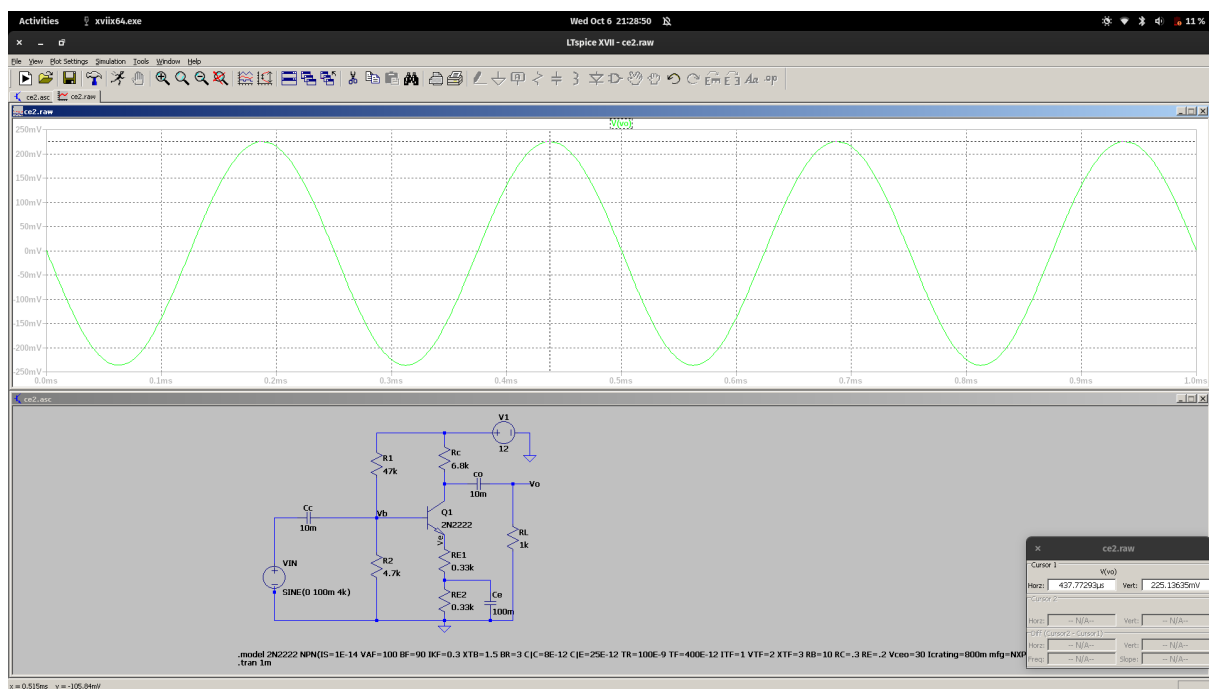 Activities xviix64.exe Wed Oct 6 21:28:50 11 %
LTspice XVII - ce2.raw
File View Plot Settings Simulation Tools Window Help
ce2.asc ce2.raw
ce2.raw
V(vo)
250mV
200mV
150mV
100mV
50mV
0mV
-50mV
-100mV
-150mV
-200mV
-250mV
0.0ms 0.1ms 0.2ms 0.3ms 0.4ms 0.5ms 0.6ms 0.7ms 0.8ms 0.9ms 1.0ms
ce2.asc
V1
12
R1
47k
Rc
6.8k
co
10m
Vo
Cc
10m
Vb
Q1
2N2222
Ve
RL
1k
VIN
SINE(0 100m 4k)
R2
4.7k
RE1
0.33k
RE2
0.33k
Ce
100m
.model 2N2222 NPN(IS=1E-14 VAF=100 BF=90 IKF=0.3 XTB=1.5 BR=3 CJC=8E-12 CJE=25E-12 TR=100E-9 TF=400E-12 ITF=1 VTF=2 XTF=3 RB=10 RC=.3 RE=.2 Vceo=30 Icrating=800m mfg=NXP
.tran 1m
ce2.raw
Cursor 1
V(vo)
Horz: 437.77293µs Vert: 225.13635mV
Cursor 2
Horz: -- N/A-- Vert: -- N/A--
Diff (Cursor2 - Cursor1)
Horz: -- N/A-- Vert: -- N/A--
Freq: -- N/A-- Slope: -- N/A--
x = 0.515ms y = -105.84mV